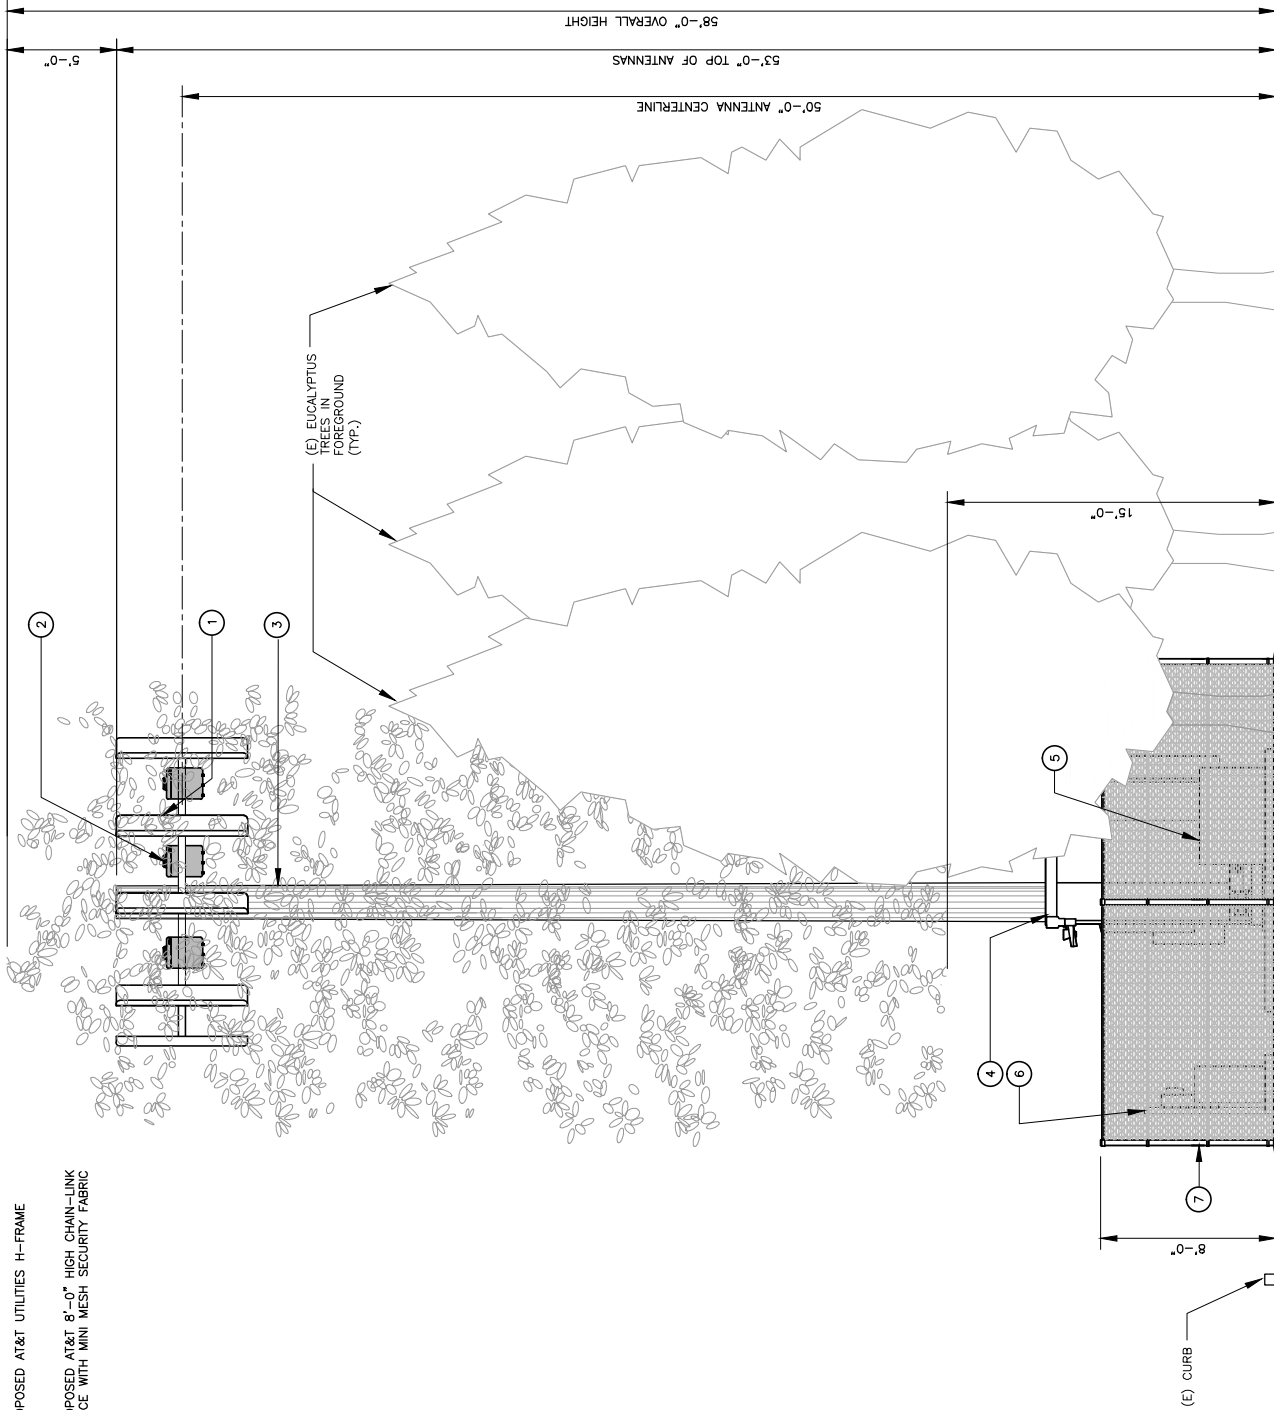 58'-0" OVERALL HEIGHT
5'-0"
53'-0" TOP OF ANTENNAS
50'-0" ANTENNA CENTERLINE
(E) EUCALYPTUS
TREES IN
FOREGROUND
(TYP.)
15'-0"
2
1
3
5
4
6
7
8'-0"
(E) CURB
POSED AT&T UTILITIES H-FRAME
POSED AT&T 8'-0" HIGH CHAIN-LINK
CE WITH MINI MESH SECURITY FABRIC